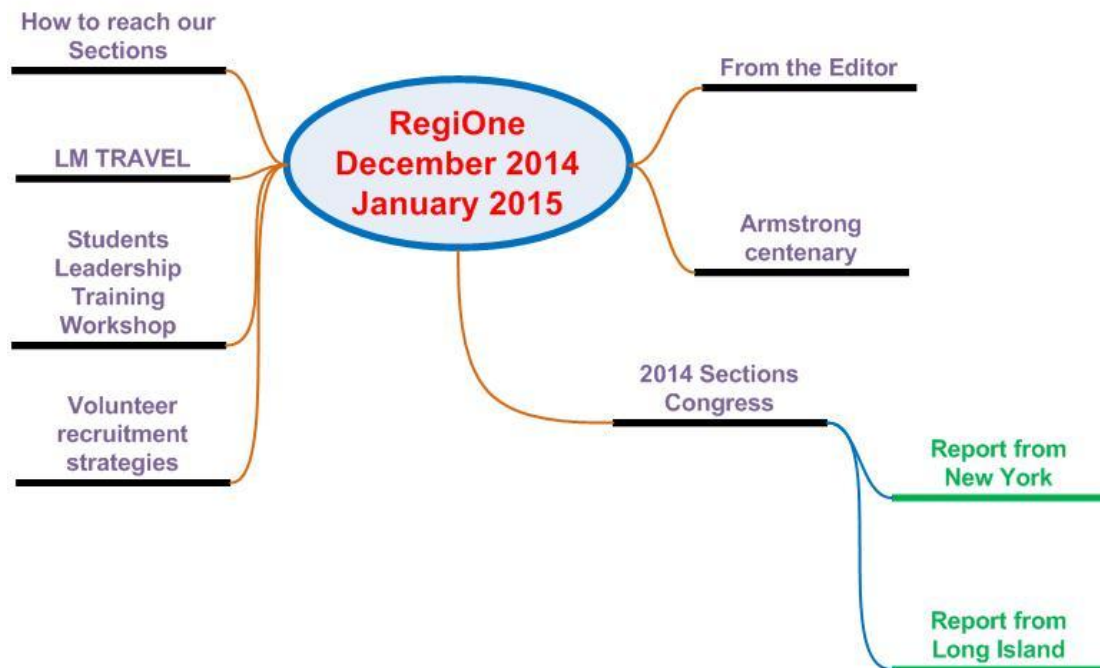 How to reach our
Sections
LM TRAVEL
Students
Leadership
Training
Workshop
Volunteer
recruitment
strategies
RegiOne
December 2014
January 2015
From the Editor
Armstrong
centenary
2014 Sections
Congress
Report from
New York
Report from
Long Island